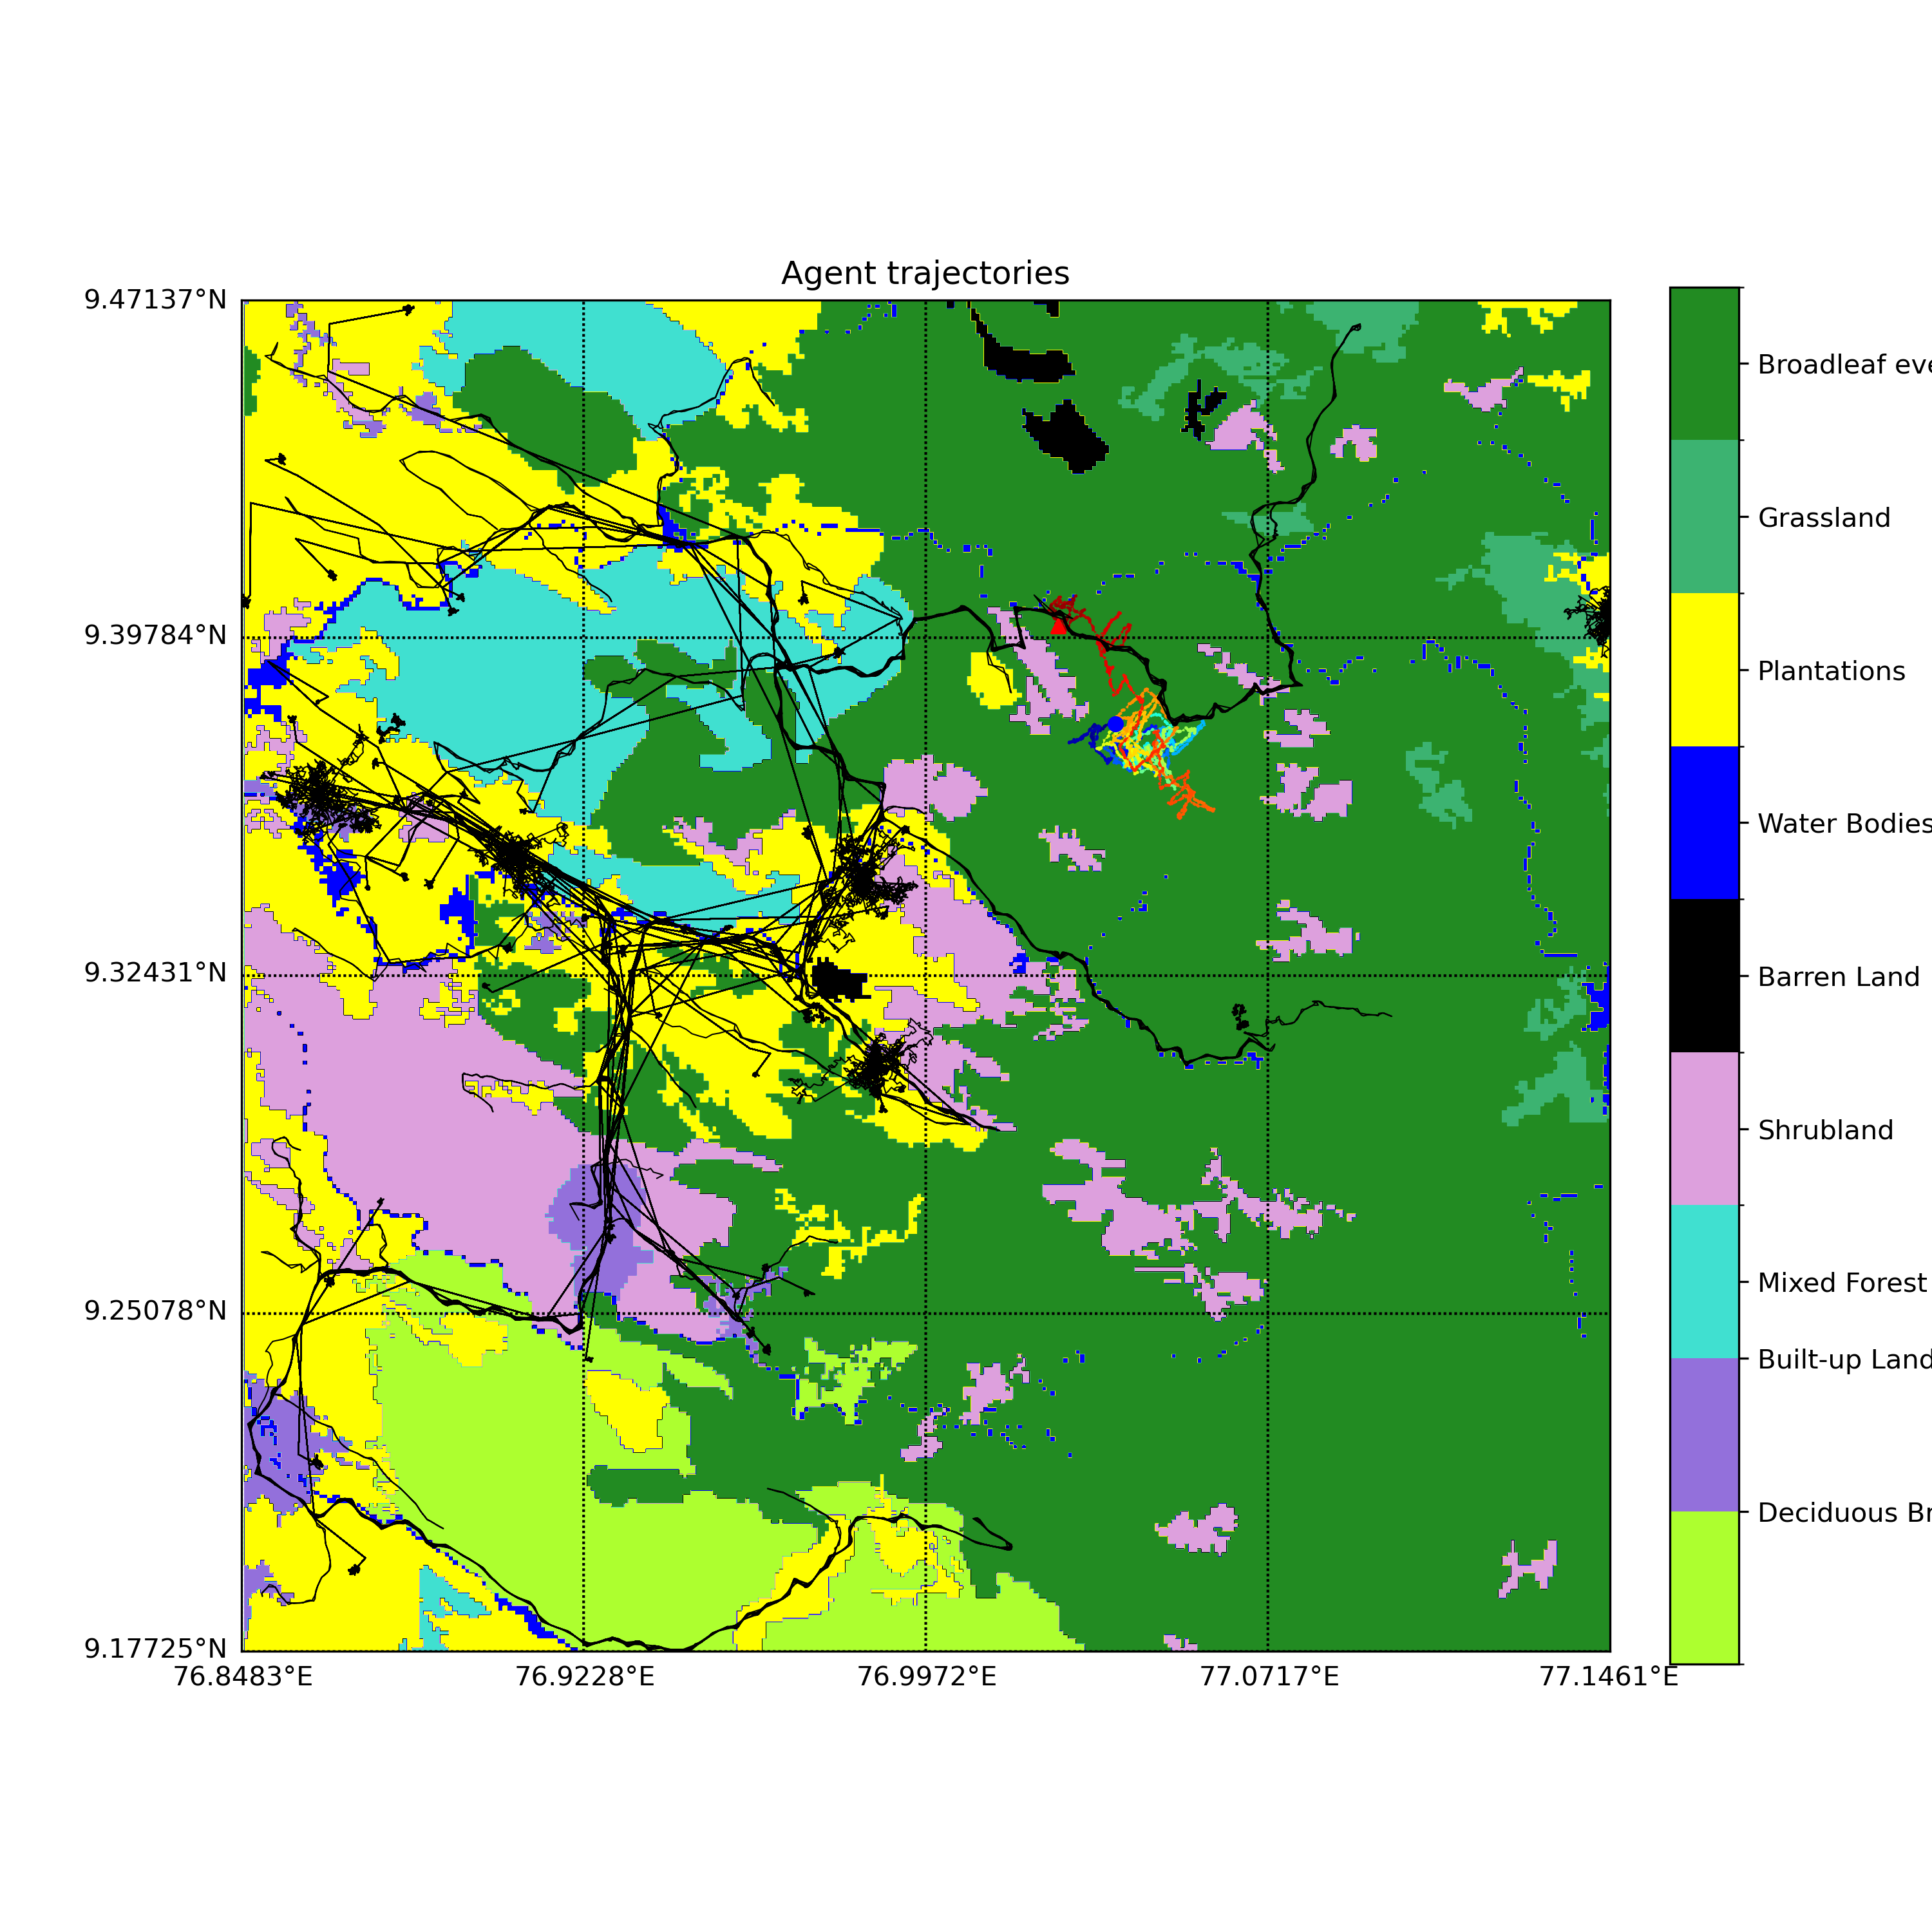 Agent trajectories
9.47137°N
9.39784°N
9.32431°N
9.25078°N
9.17725°N
76.8483°E
76.9228°E
76.9972°E
77.0717°E
77.1461°E
Broadleaf eve
Grassland
Plantations
Water Bodies
Barren Land
Shrubland
Mixed Forest
Built-up Land
Deciduous Br